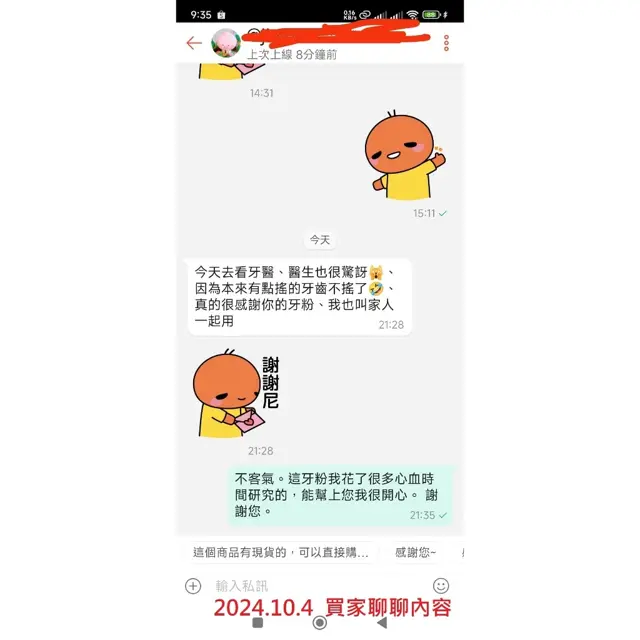 9:35
0.16
KB/s
上次上線 8分鐘前
14:31
15:11
今天
今天去看牙醫、醫生也很驚訝🙀、
因為本來有點搖的牙齒不搖了🤣、
真的很感謝你的牙粉、我也叫家人
一起用
21:28
謝
謝
尼
21:28
不客氣。這牙粉我花了很多心血時
間研究的，能幫上您我很開心。 謝
謝您。
21:35
這個商品有現貨的，可以直接購...
感謝您~
輸入私訊
2024.10.4 買家聊聊內容